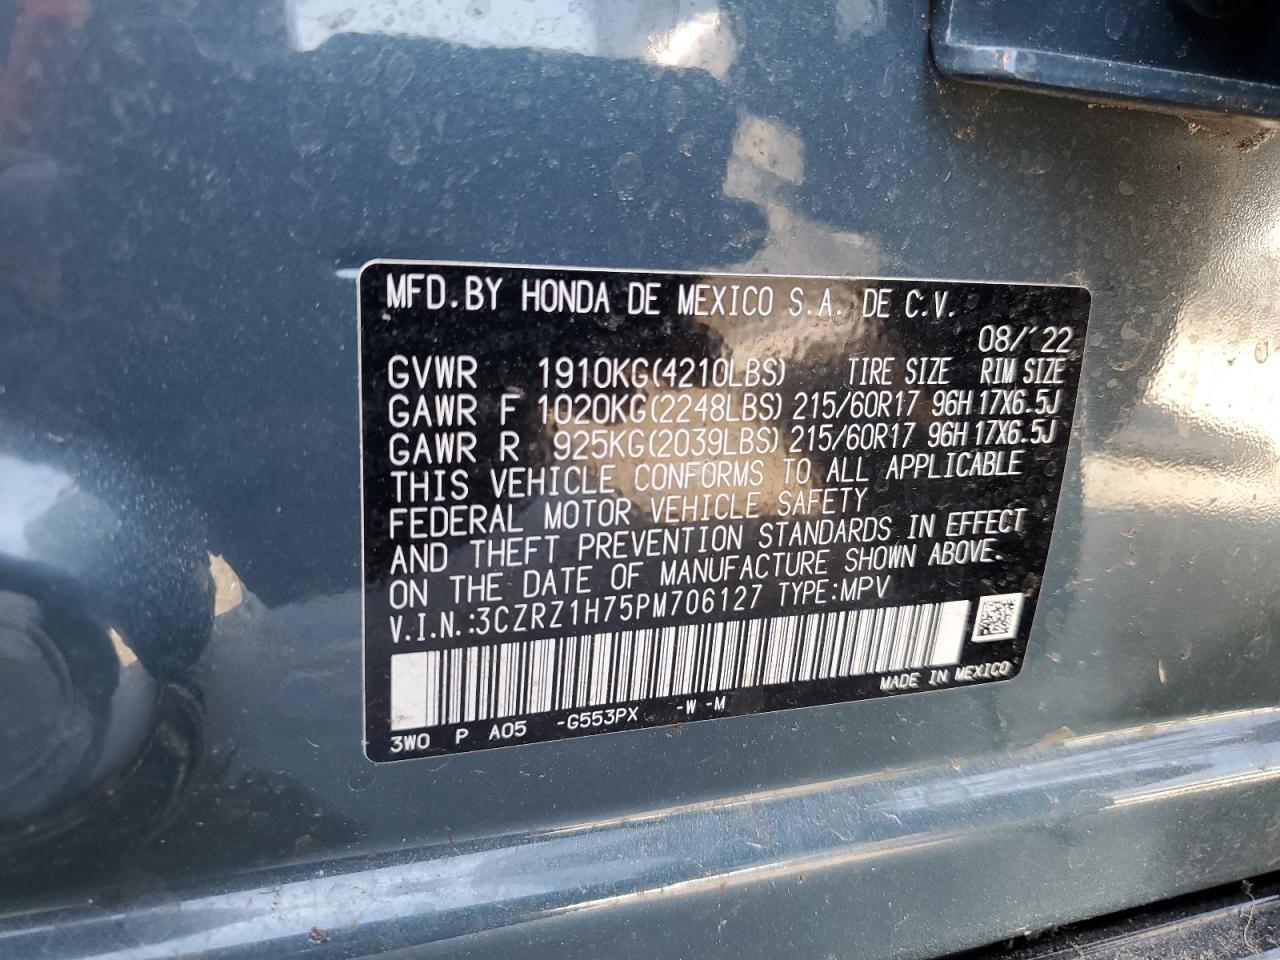 MFD.BY HONDA DE MEXICO S.A. DE C.V.
08/'22
GVWR 1910KG(4210LBS) TIRE SIZE RIM SIZE
GAWR F 1020KG(2248LBS) 215/60R17 96H 17X6.5J
GAWR R 925KG(2039LBS) 215/60R17 96H 17X6.5J
THIS VEHICLE CONFORMS TO ALL APPLICABLE
FEDERAL MOTOR VEHICLE SAFETY
AND THEFT PREVENTION STANDARDS IN EFFECT
ON THE DATE OF MANUFACTURE SHOWN ABOVE.
V.I.N.:3CZRZ1H75PM706127 TYPE:MPV
MADE IN MEXICO
3W0 P A05 -G553PX -W -M